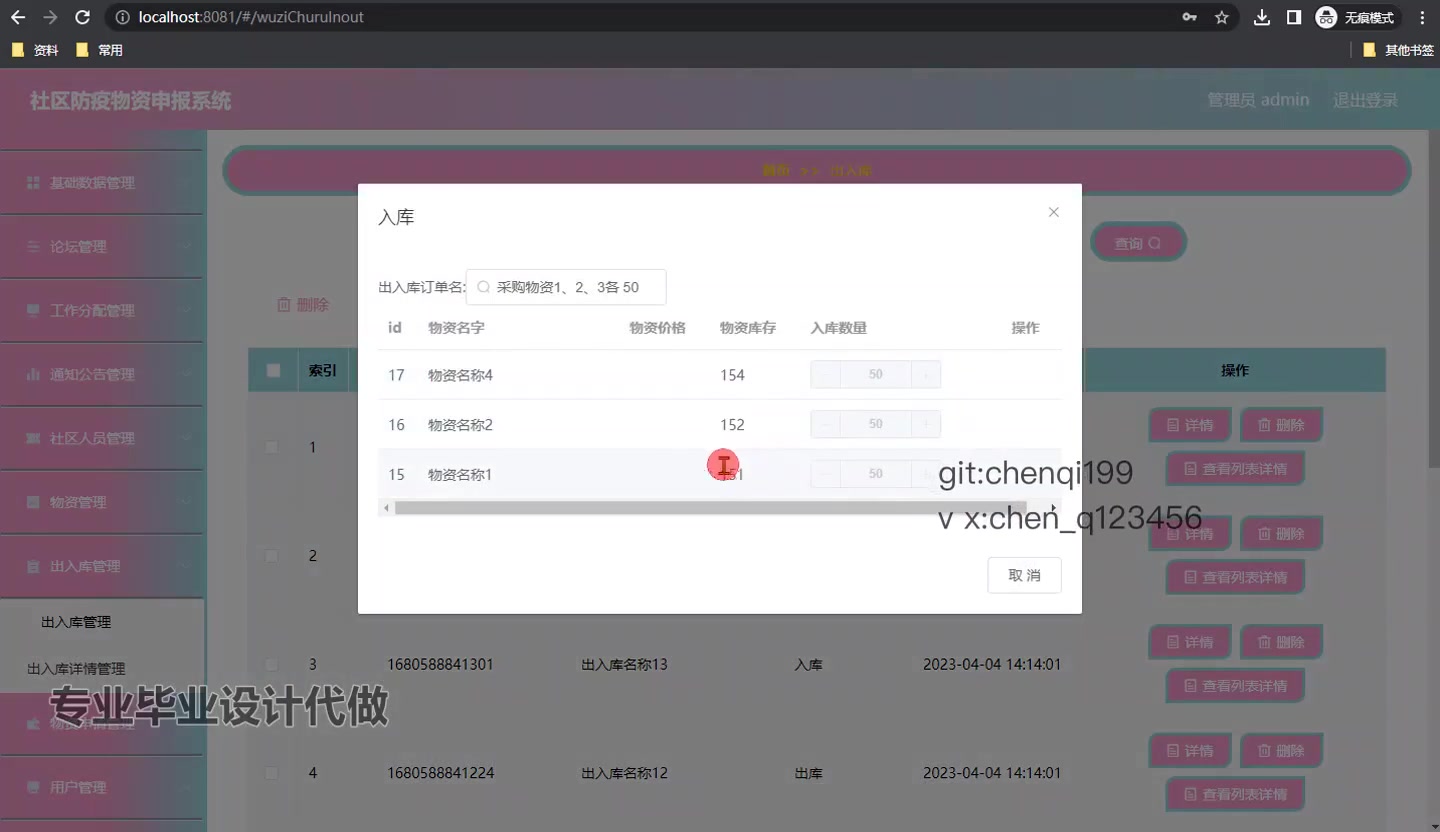 localhost:8081/#/wuziChuruInout
无痕模式
资料 常用 其他书签
社区防疫物资申报系统 管理员 admin 退出登录
基础数据管理
论坛管理
工作分配管理
通知公告管理
社区人员管理
物资管理
出入库管理
出入库管理
出入库详情管理
用户管理
查询
删除
索引 操作
1 详情 删除
查看列表详情
2 详情 删除
查看列表详情
3 1680588841301 出入库名称13 入库 2023-04-04 14:14:01 详情 删除
查看列表详情
4 1680588841224 出入库名称12 出库 2023-04-04 14:14:01 详情 删除
查看列表详情
入库
出入库订单名: 采购物资1、2、3各 50
id 物资名字 物资价格 物资库存 入库数量 操作
17 物资名称4 154 - 50 +
16 物资名称2 152 - 50 +
15 物资名称1 - 50 +
取 消
git:chenqi199
v x:chen_q123456
专业毕业设计代做